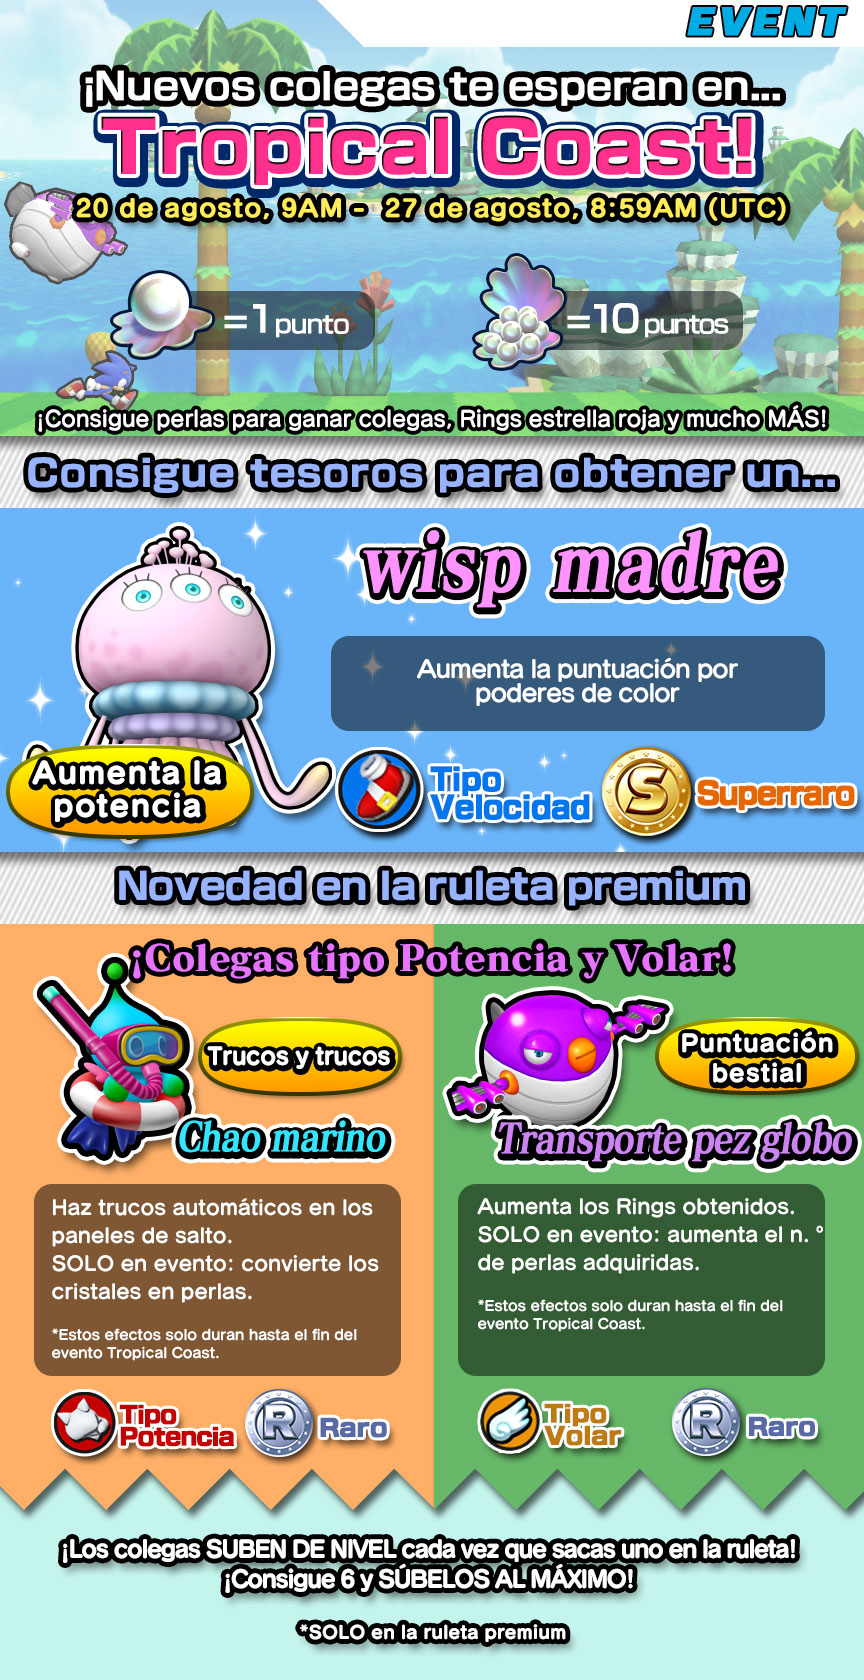 EVENT
¡Nuevos colegas te esperan en...
Tropical Coast!
20 de agosto, 9AM - 27 de agosto, 8:59AM (UTC)
=1 punto
=10 puntos
¡Consigue perlas para ganar colegas, Rings estrella roja y mucho MÁS!
Consigue tesoros para obtener un...
wisp madre
Aumenta la puntuación por
poderes de color
Aumenta la
potencia
Tipo
Velocidad
S
Superraro
Novedad en la ruleta premium
¡Colegas tipo Potencia y Volar!
Trucos y trucos
Chao marino
Haz trucos automáticos en los
paneles de salto.
SOLO en evento: convierte los
cristales en perlas.
*Estos efectos solo duran hasta el fin del
evento Tropical Coast.
Tipo
Potencia
R
Raro
Puntuación
bestial
Transporte pez globo
Aumenta los Rings obtenidos.
SOLO en evento: aumenta el n. º
de perlas adquiridas.
*Estos efectos solo duran hasta el fin del
evento Tropical Coast.
Tipo
Volar
R
Raro
¡Los colegas SUBEN DE NIVEL cada vez que sacas uno en la ruleta!
¡Consigue 6 y SÚBELOS AL MÁXIMO!
*SOLO en la ruleta premium